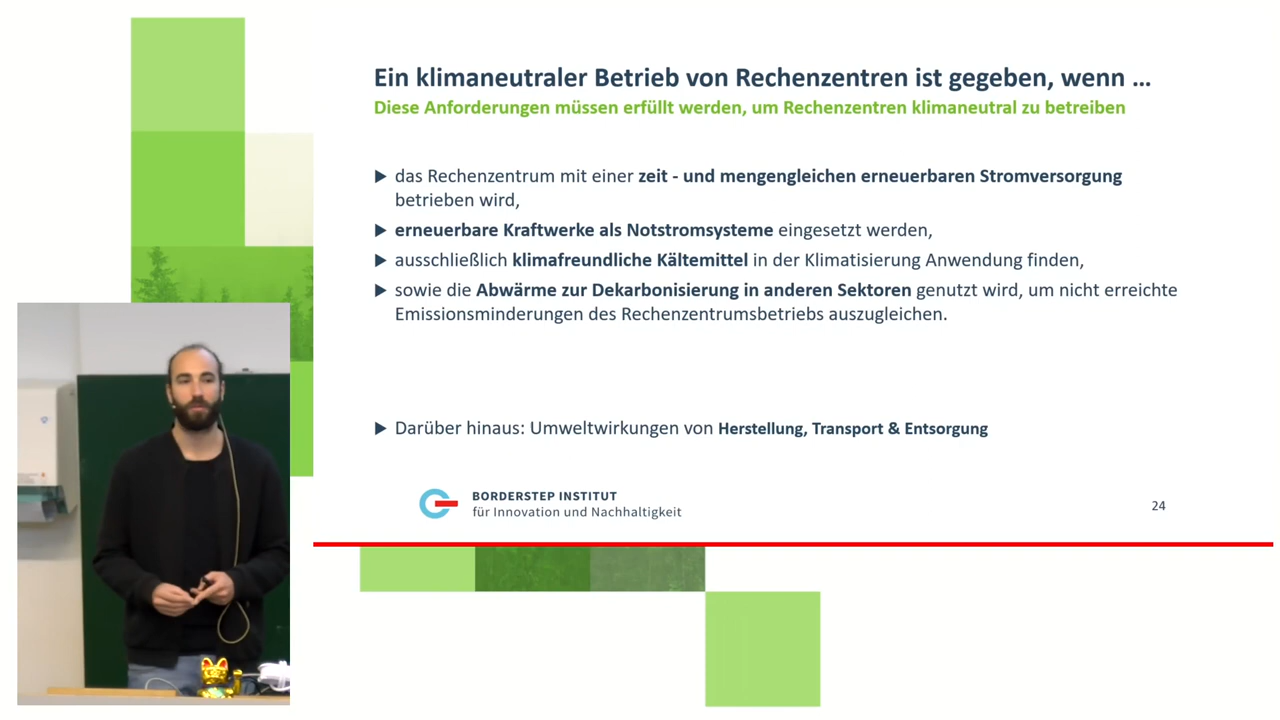 Ein klimaneutraler Betrieb von Rechenzentren ist gegeben, wenn ...
Diese Anforderungen müssen erfüllt werden, um Rechenzentren klimaneutral zu betreiben
das Rechenzentrum mit einer zeit - und mengengleichen erneuerbaren Stromversorgung
betrieben wird,
erneuerbare Kraftwerke als Notstromsysteme eingesetzt werden,
ausschließlich klimafreundliche Kältemittel in der Klimatisierung Anwendung finden,
sowie die Abwärme zur Dekarbonisierung in anderen Sektoren genutzt wird, um nicht erreichte
Emissionsminderungen des Rechenzentrumsbetriebs auszugleichen.
Darüber hinaus: Umweltwirkungen von Herstellung, Transport & Entsorgung
BORDERSTEP INSTITUT
für Innovation und Nachhaltigkeit
24